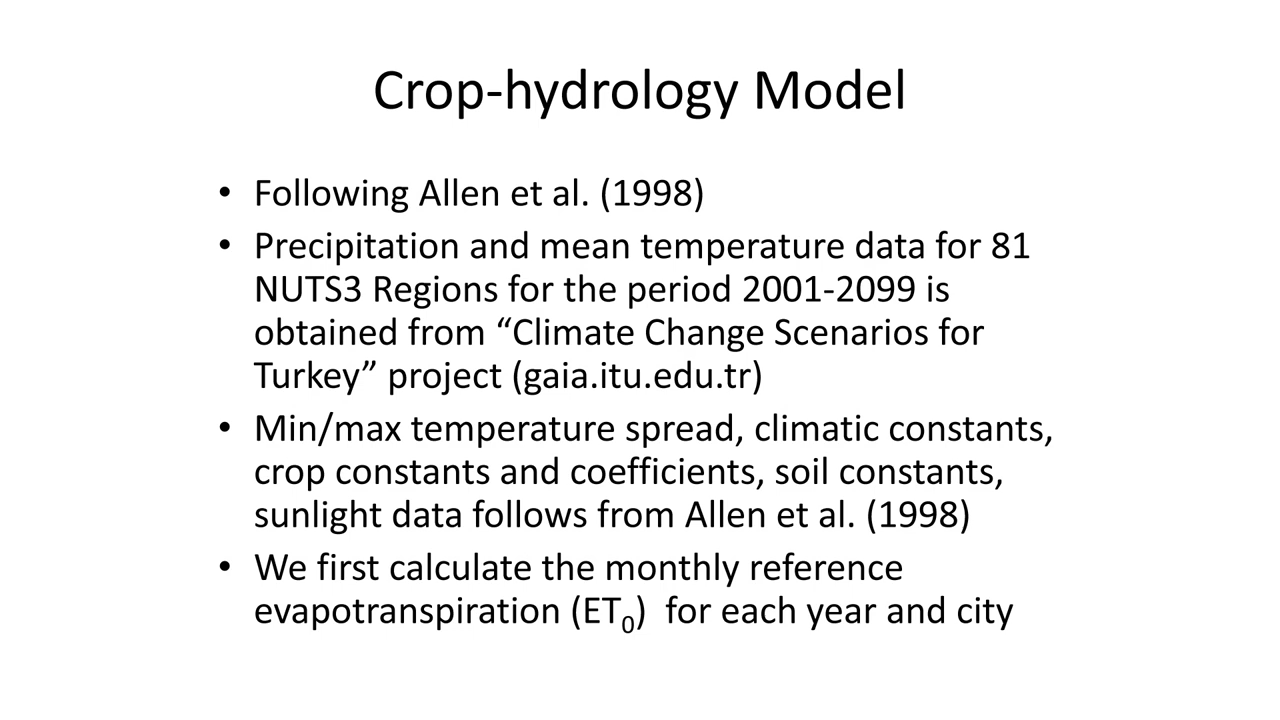 Crop-hydrology Model
• Following Allen et al. (1998)
• Precipitation and mean temperature data for 81
NUTS3 Regions for the period 2001-2099 is
obtained from “Climate Change Scenarios for
Turkey” project (gaia.itu.edu.tr)
• Min/max temperature spread, climatic constants,
crop constants and coefficients, soil constants,
sunlight data follows from Allen et al. (1998)
• We first calculate the monthly reference
evapotranspiration (ET₀)  for each year and city